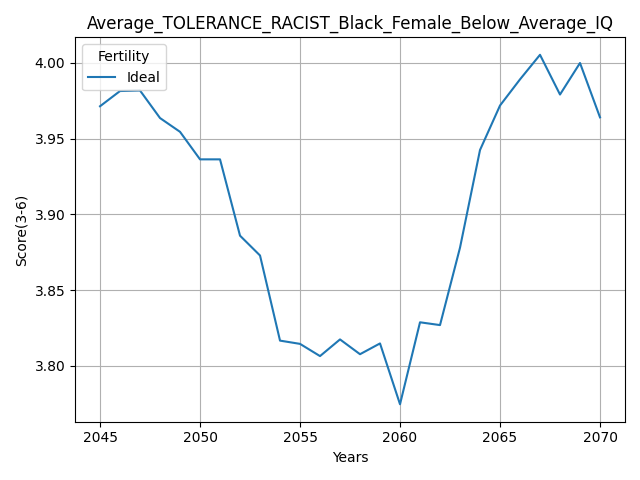 Average_TOLERANCE_RACIST_Black_Female_Below_Average_IQ
Fertility
Ideal
4.00
3.95
3.90
3.85
3.80
Score(3-6)
2045 2050 2055 2060 2065 2070
Years